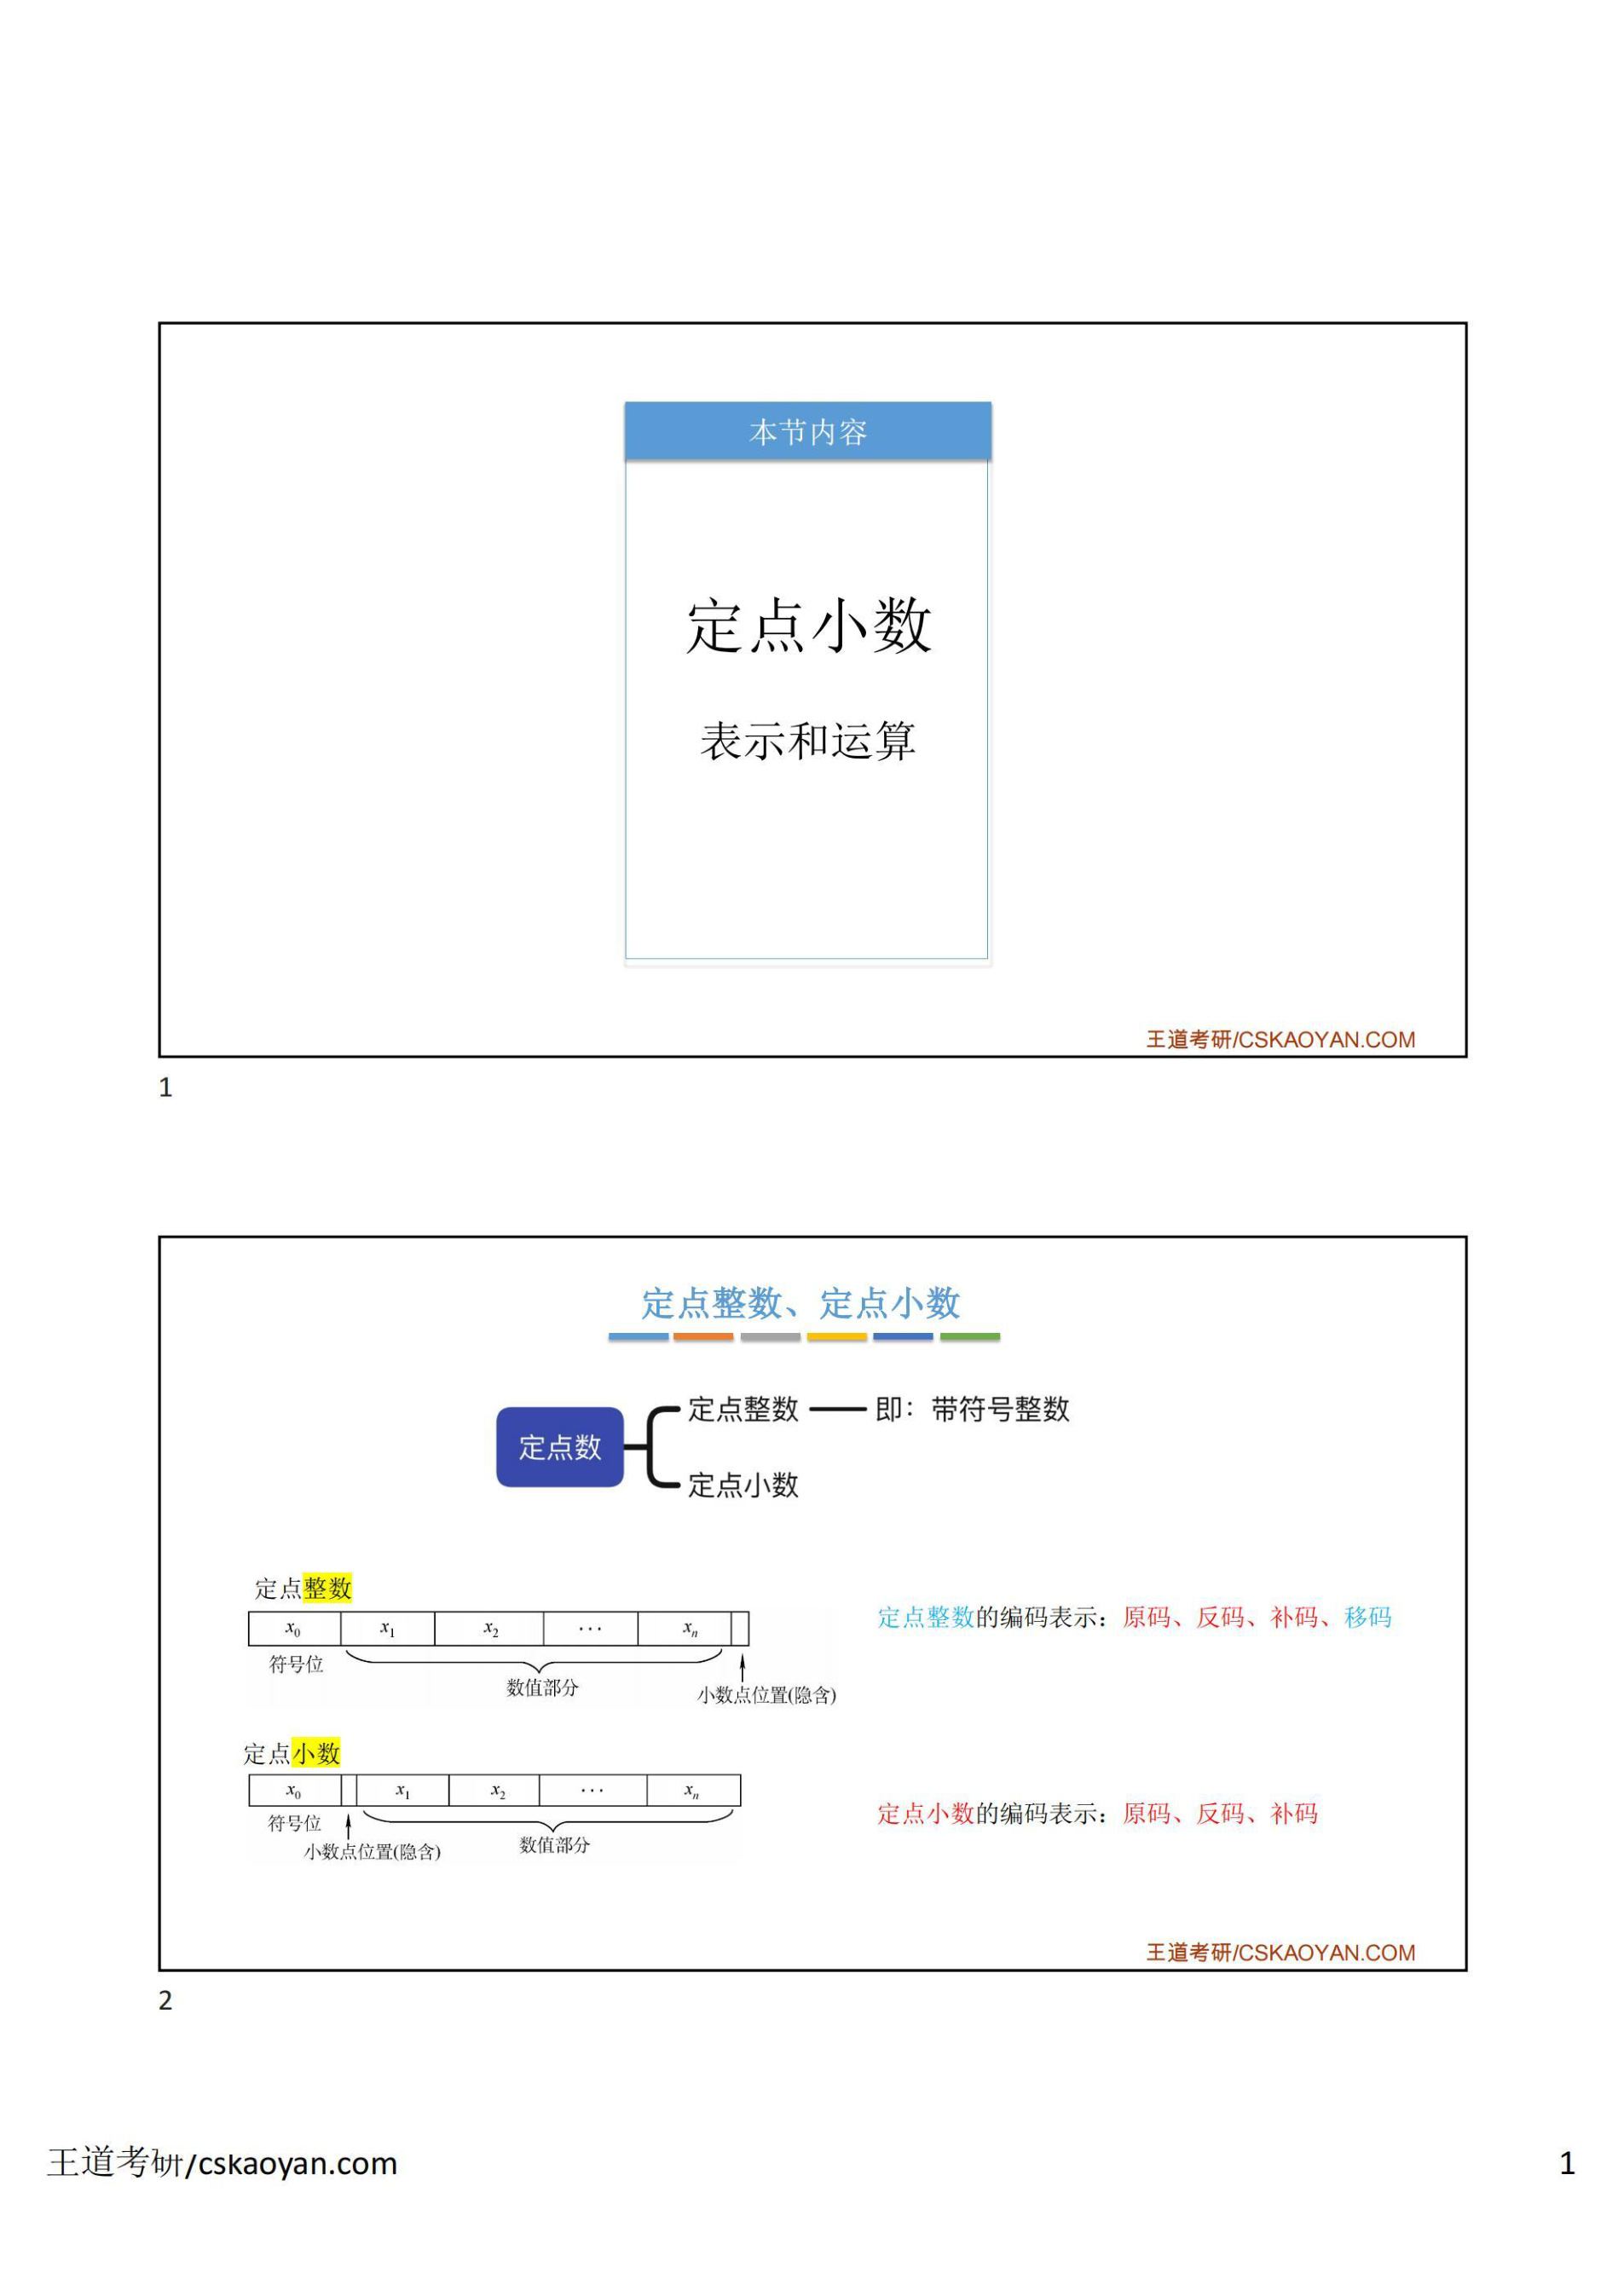 本节内容
定点小数
表示和运算
王道考研/CSKAOYAN.COM
1
定点整数、定点小数
定点数
定点整数
即：带符号整数
定点小数
定点整数
x₀ x₁ x₂ ··· xₙ
符号位
数值部分
小数点位置(隐含)
定点整数的编码表示：原码、反码、补码、移码
定点小数
x₀ x₁ x₂ ··· xₙ
符号位
小数点位置(隐含)
数值部分
定点小数的编码表示：原码、反码、补码
王道考研/CSKAOYAN.COM
2
王道考研/cskaoyan.com
1